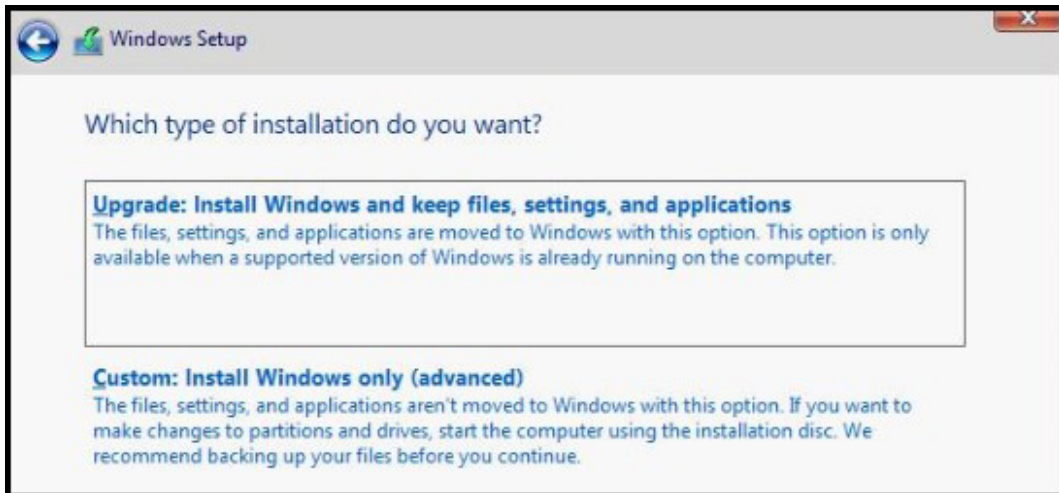 Windows Setup
Which type of installation do you want?
Upgrade: Install Windows and keep files, settings, and applications
The files, settings, and applications are moved to Windows with this option. This option is only
available when a supported version of Windows is already running on the computer.
Custom: Install Windows only (advanced)
The files, settings, and applications aren't moved to Windows with this option. If you want to
make changes to partitions and drives, start the computer using the installation disc. We
recommend backing up your files before you continue.